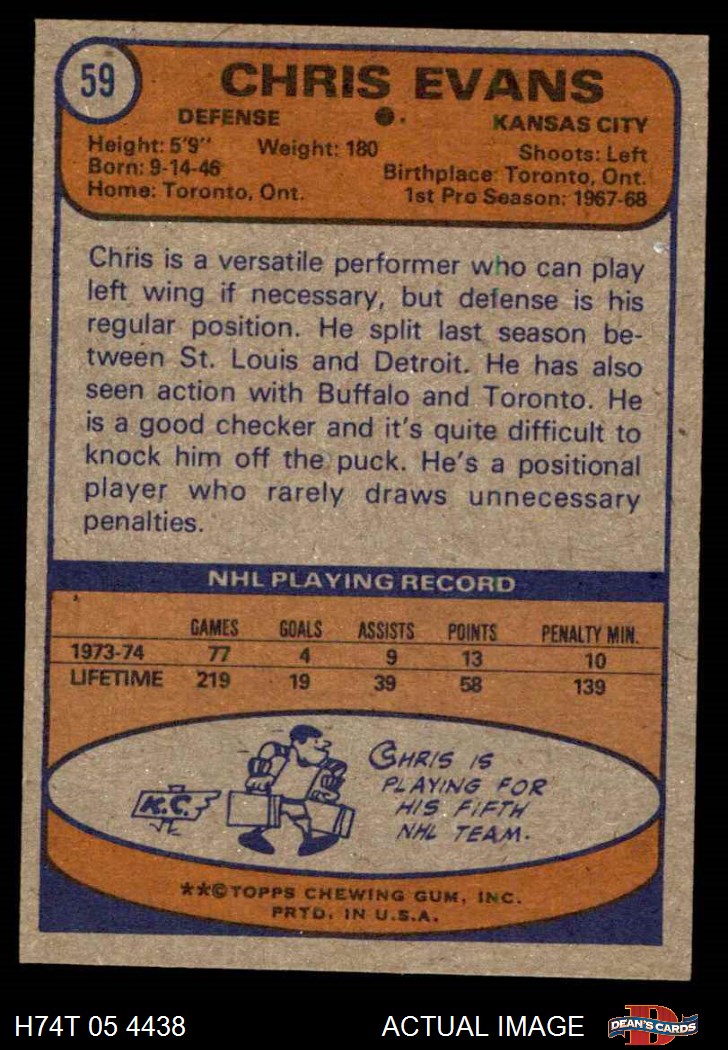 59
CHRIS EVANS
DEFENSE
KANSAS CITY
Height: 5'9" Weight: 180 Shoots: Left
Born: 9-14-46 Birthplace: Toronto, Ont.
Home: Toronto, Ont. 1st Pro Season: 1967-68
Chris is a versatile performer who can play
left wing if necessary, but defense is his
regular position. He split last season be-
tween St. Louis and Detroit. He has also
seen action with Buffalo and Toronto. He
is a good checker and it's quite difficult to
knock him off the puck. He's a positional
player who rarely draws unnecessary
penalties.
NHL PLAYING RECORD
GAMES GOALS ASSISTS POINTS PENALTY MIN.
1973-74 77 4 9 13 10
LIFETIME 219 19 39 58 139
CHRIS IS
PLAYING FOR
HIS FIFTH
NHL TEAM.
K.C.
**©TOPPS CHEWING GUM, INC.
PRTD. IN U.S.A.
H74T 05 4438 ACTUAL IMAGE
D
DEAN'S CARDS